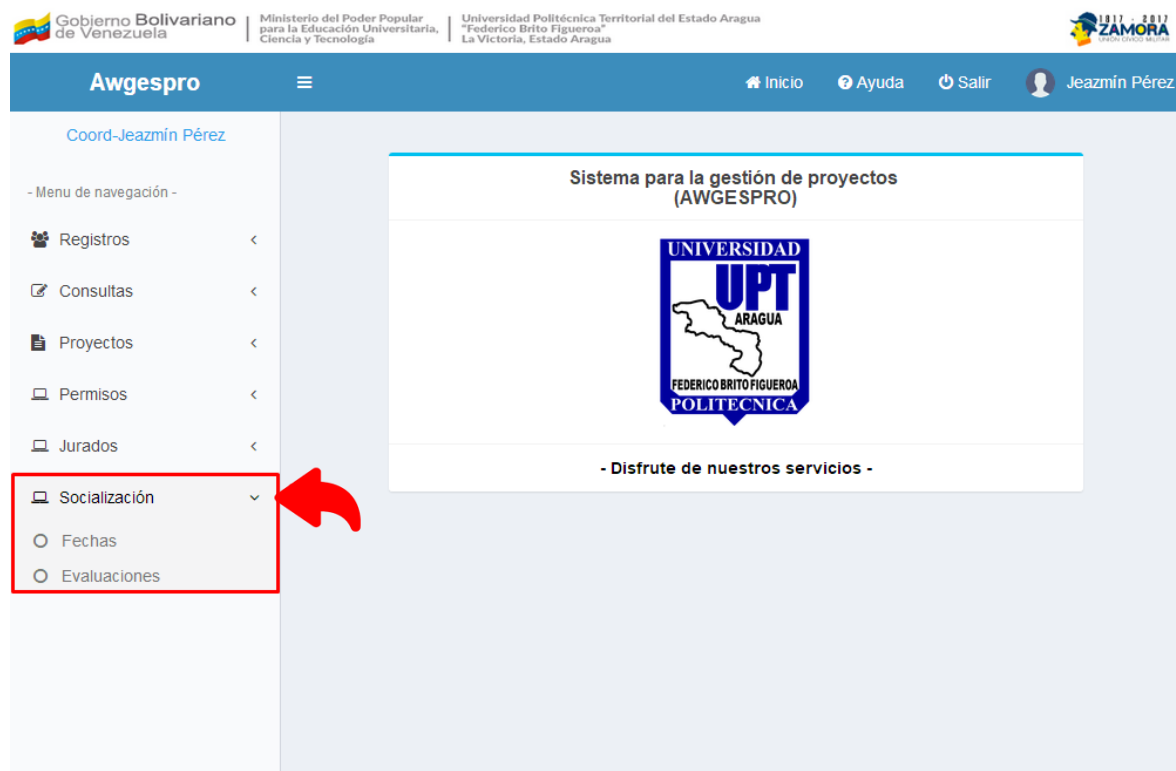 Gobierno Bolivariano
de Venezuela
Ministerio del Poder Popular
para la Educación Universitaria,
Ciencia y Tecnología
Universidad Politécnica Territorial del Estado Aragua
"Federico Brito Figueroa"
La Victoria, Estado Aragua
1817 - 2017
ZAMORA
UNIÓN CÍVICO MILITAR
Awgespro
Inicio
Ayuda
Salir
Jeazmín Pérez
Coord-Jeazmín Pérez
- Menu de navegación -
Registros
Consultas
Proyectos
Permisos
Jurados
Socialización
Fechas
Evaluaciones
Sistema para la gestión de proyectos
(AWGESPRO)
UNIVERSIDAD
UPT
ARAGUA
FEDERICO BRITO FIGUEROA
POLITECNICA
- Disfrute de nuestros servicios -